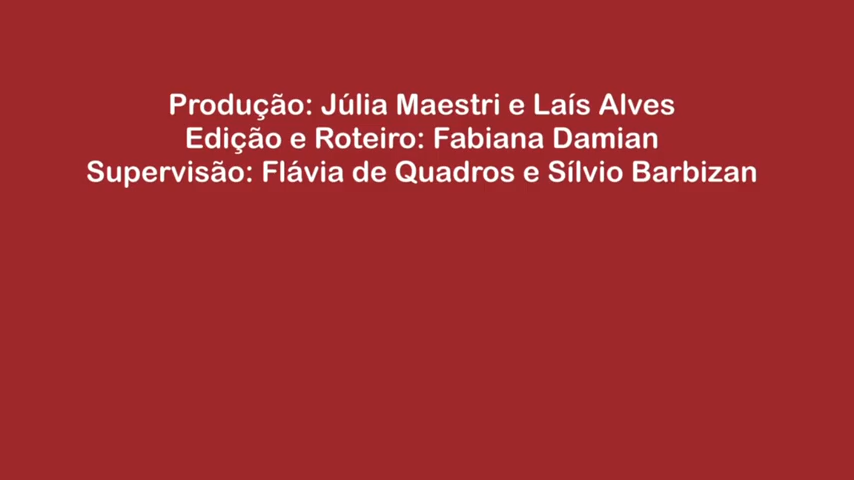 Produção: Júlia Maestri e Laís Alves
Edição e Roteiro: Fabiana Damian
Supervisão: Flávia de Quadros e Sílvio Barbizan